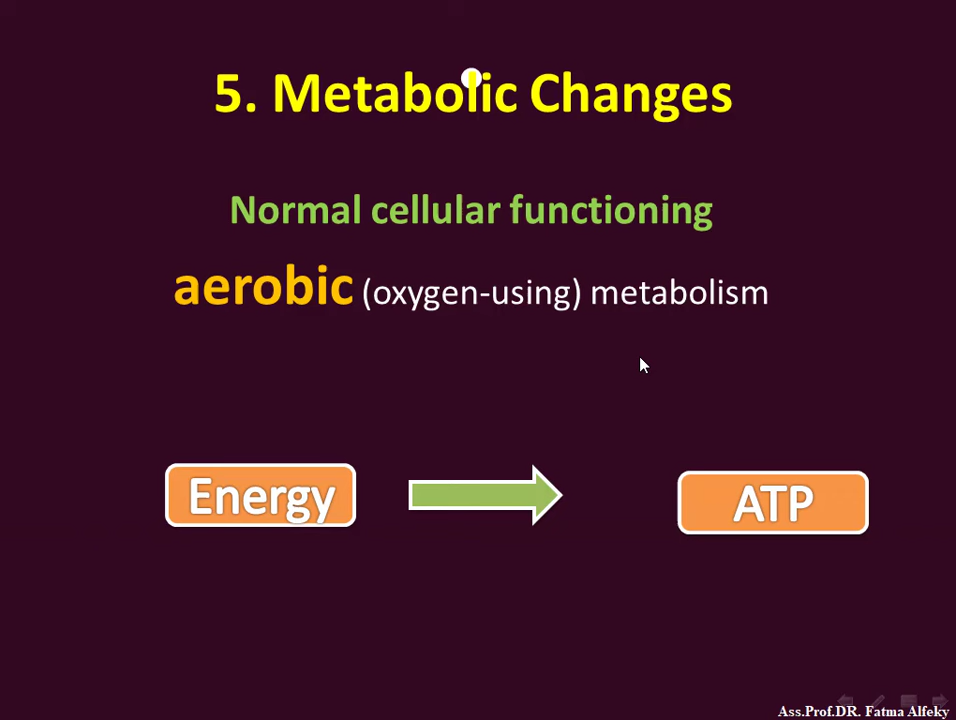 5. Metabolic Changes
Normal cellular functioning
aerobic (oxygen-using) metabolism
Energy
ATP
Ass.Prof.DR. Fatma Alfeky